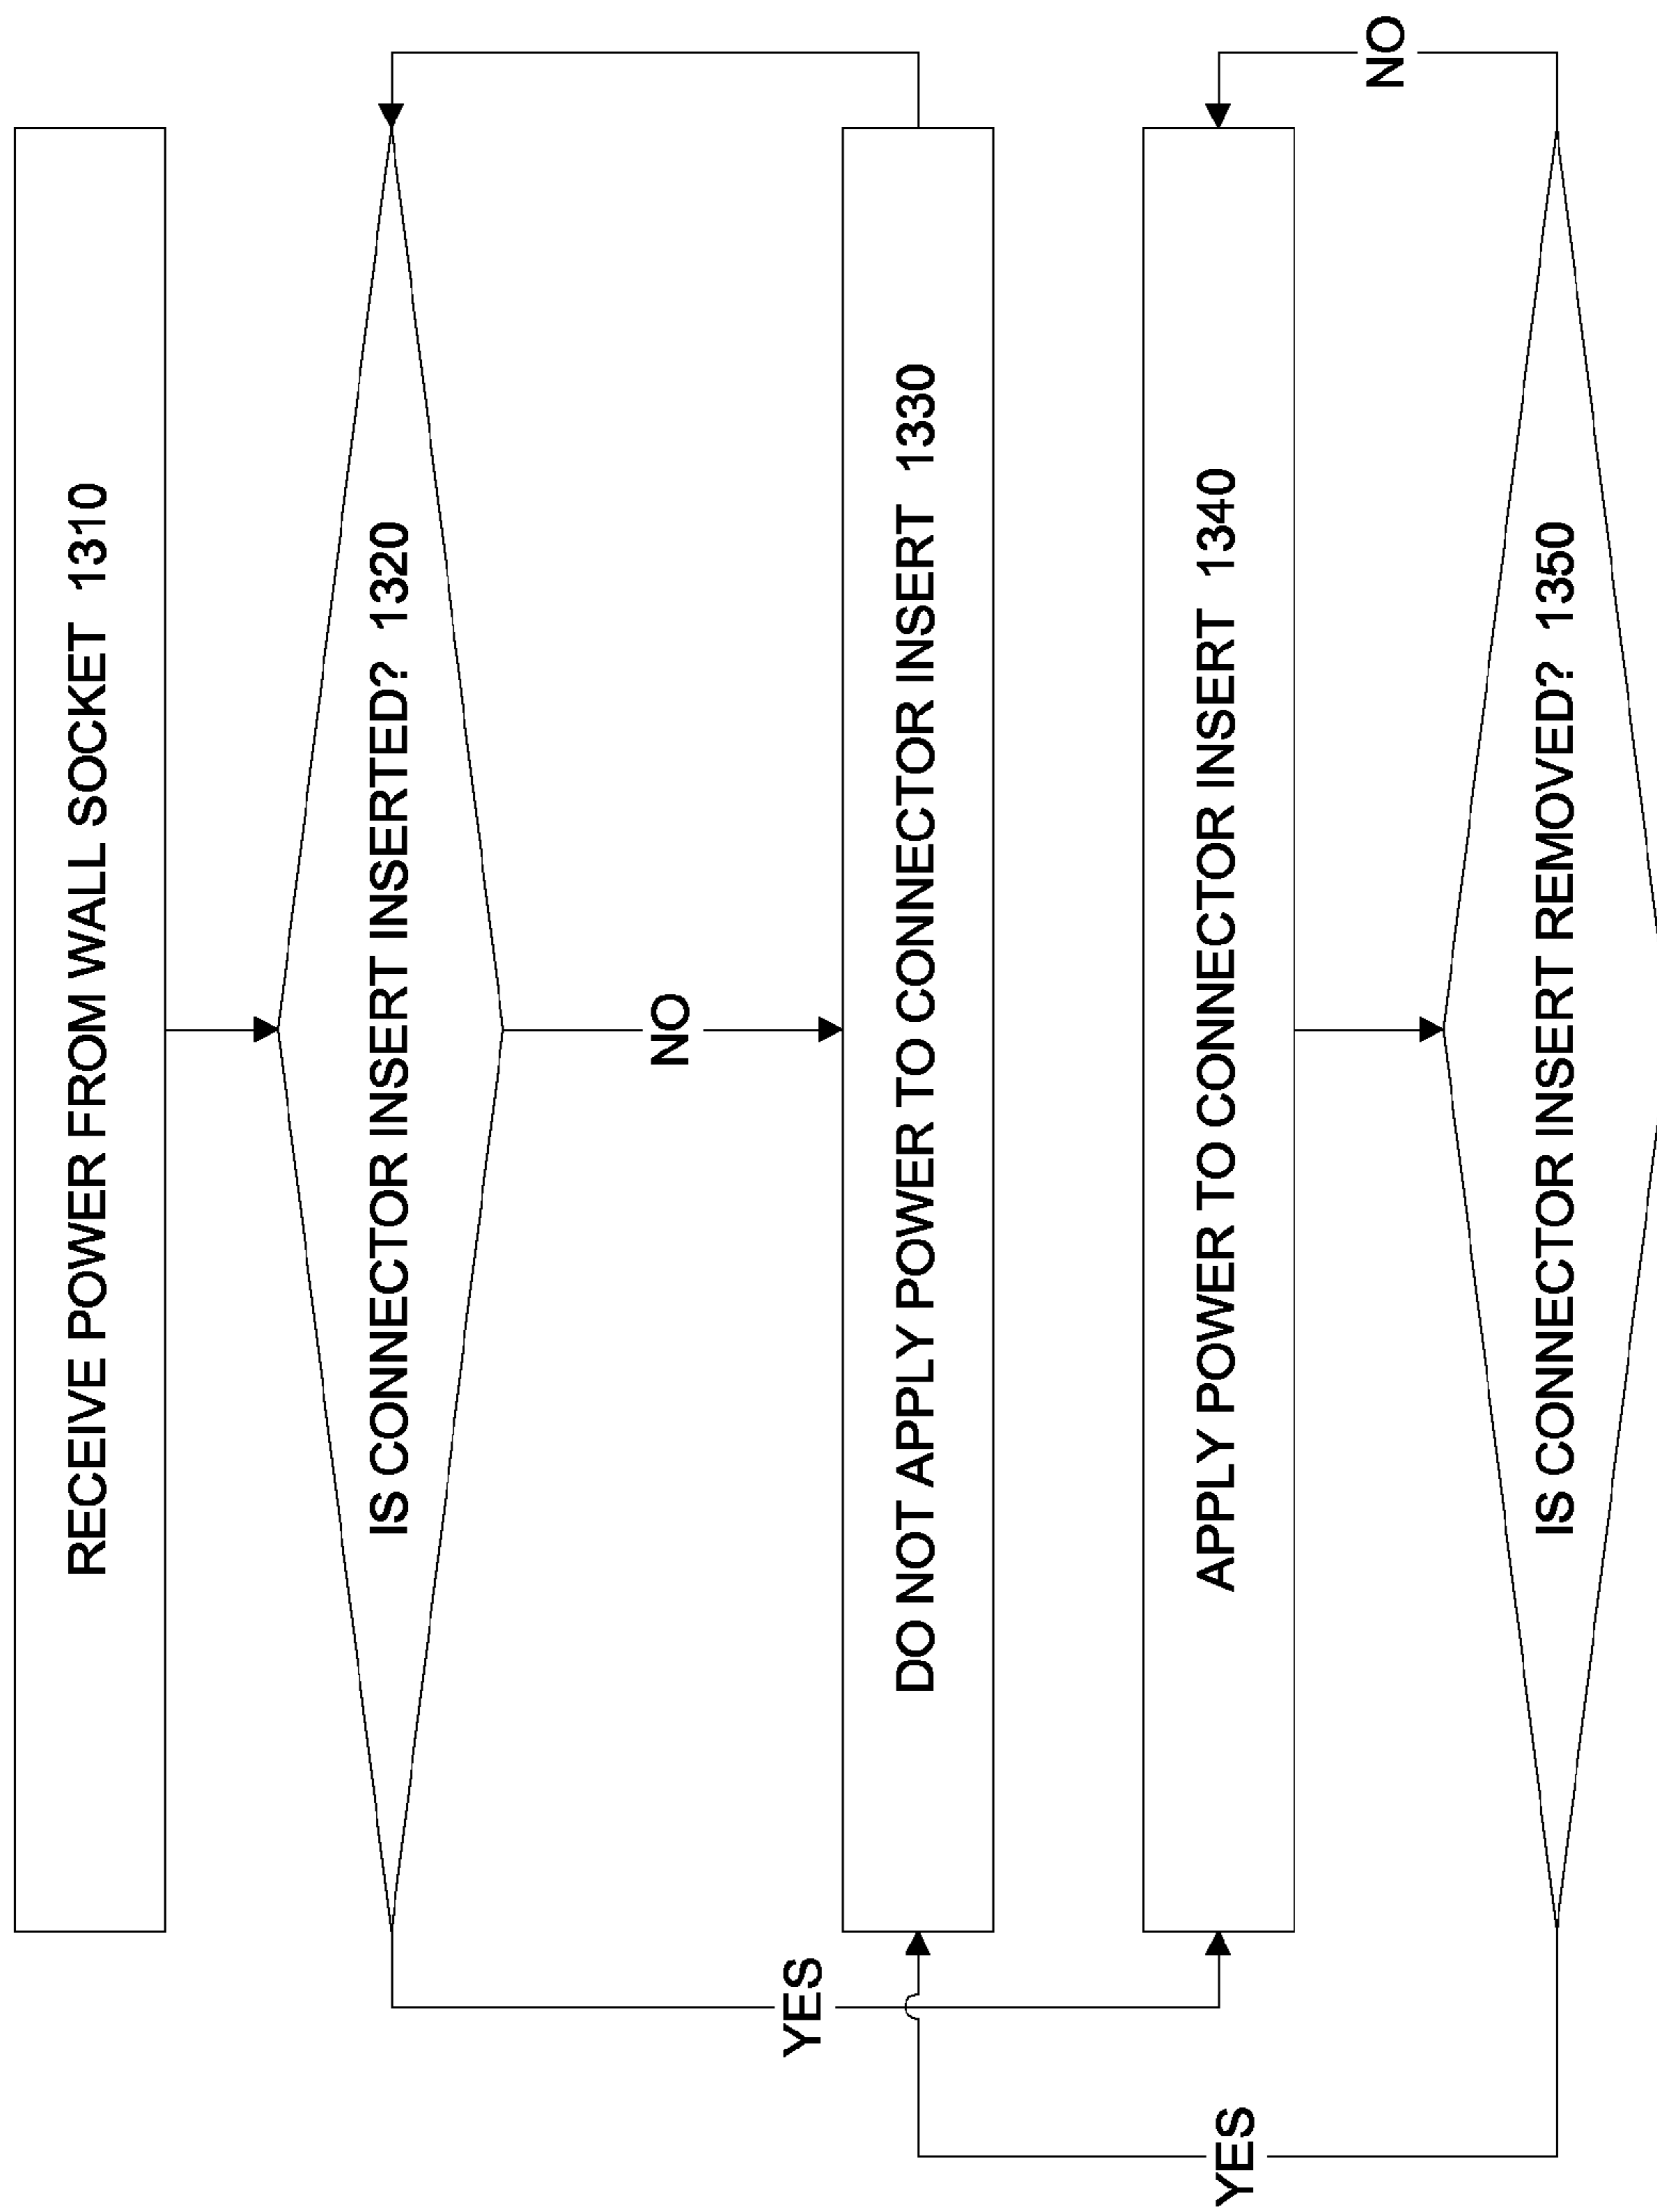 RECEIVE POWER FROM WALL SOCKET 1310
IS CONNECTOR INSERT INSERTED? 1320
NO
YES
DO NOT APPLY POWER TO CONNECTOR INSERT 1330
APPLY POWER TO CONNECTOR INSERT 1340
YES
NO
IS CONNECTOR INSERT REMOVED? 1350